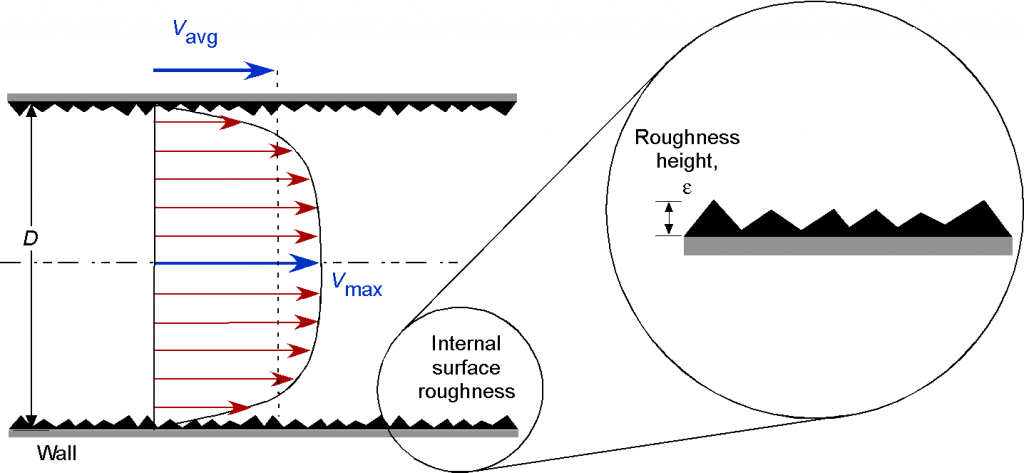 Vavg
Roughness
height,
ε
D
Vmax
Internal
surface
roughness
Wall